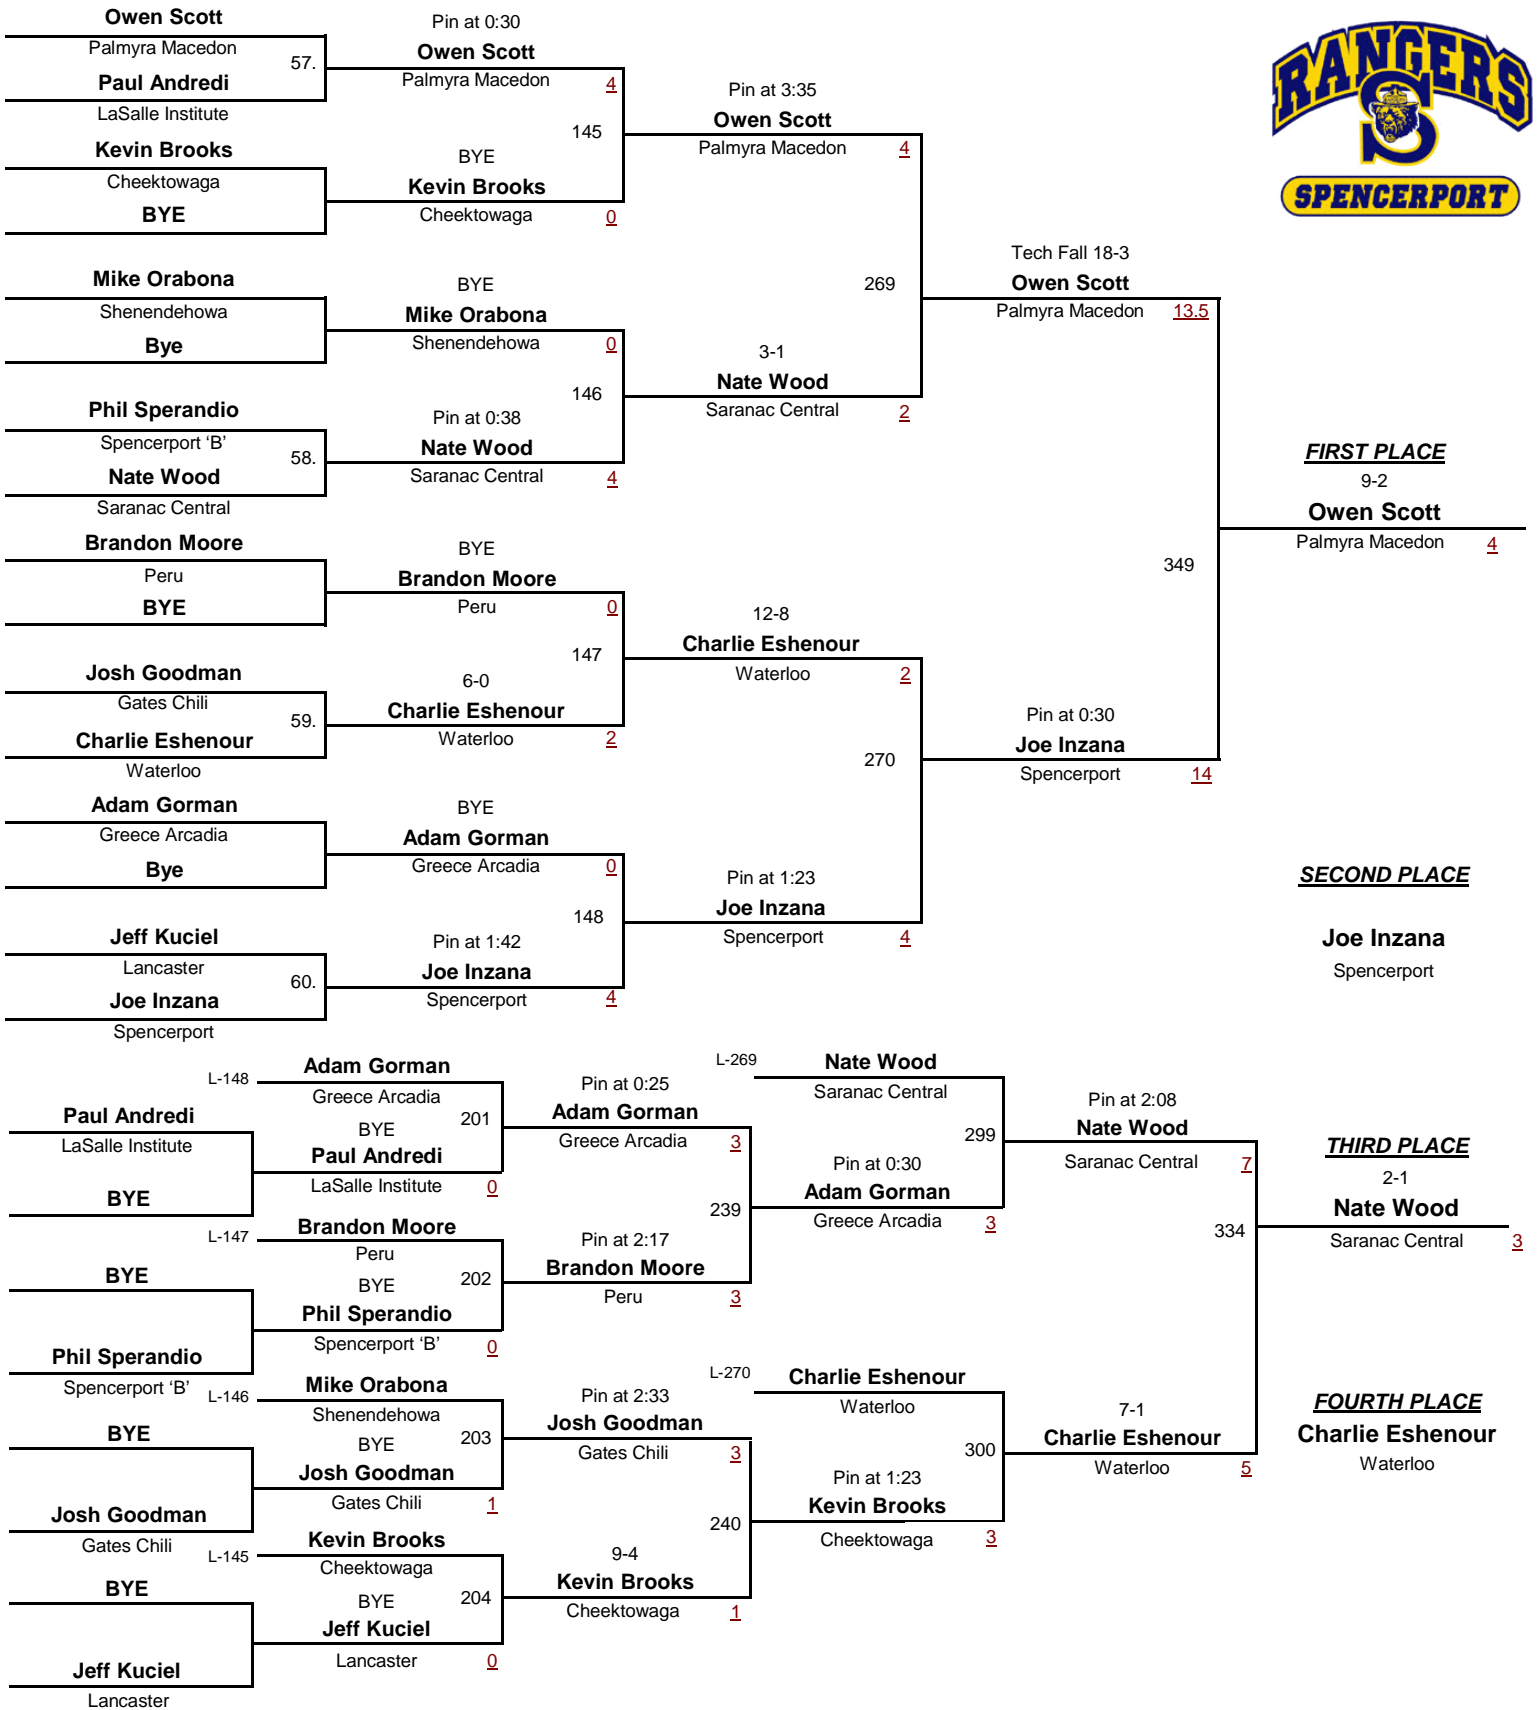 Owen Scott
Palmyra Macedon
57.
Paul Andredi
LaSalle Institute
Kevin Brooks
Cheektowaga
BYE
Mike Orabona
Shenendehowa
Bye
Phil Sperandio
Spencerport ‘B’
58.
Nate Wood
Saranac Central
Brandon Moore
Peru
BYE
Josh Goodman
Gates Chili
59.
Charlie Eshenour
Waterloo
Adam Gorman
Greece Arcadia
Bye
Jeff Kuciel
Lancaster
60.
Joe Inzana
Spencerport
Pin at 0:30
Owen Scott
Palmyra Macedon 4
145
BYE
Kevin Brooks
Cheektowaga 0
BYE
Mike Orabona
Shenendehowa 0
146
Pin at 0:38
Nate Wood
Saranac Central 4
BYE
Brandon Moore
Peru 0
147
6-0
Charlie Eshenour
Waterloo 2
BYE
Adam Gorman
Greece Arcadia 0
148
Pin at 1:42
Joe Inzana
Spencerport 4
Pin at 3:35
Owen Scott
Palmyra Macedon 4
269
3-1
Nate Wood
Saranac Central 2
12-8
Charlie Eshenour
Waterloo 2
270
Pin at 1:23
Joe Inzana
Spencerport 4
Tech Fall 18-3
Owen Scott
Palmyra Macedon 13.5
349
Pin at 0:30
Joe Inzana
Spencerport 14
RANGERS
S
SPENCERPORT
FIRST PLACE
9-2
Owen Scott
Palmyra Macedon 4
SECOND PLACE
Joe Inzana
Spencerport
Paul Andredi
LaSalle Institute
BYE
BYE
Phil Sperandio
Spencerport ‘B’
BYE
Josh Goodman
Gates Chili
BYE
Jeff Kuciel
Lancaster
L-148
Adam Gorman
Greece Arcadia
201
BYE
Paul Andredi
LaSalle Institute 0
L-147
Brandon Moore
Peru
202
BYE
Phil Sperandio
Spencerport ‘B’ 0
L-146
Mike Orabona
Shenendehowa
203
BYE
Josh Goodman
Gates Chili 1
L-145
Kevin Brooks
Cheektowaga
204
BYE
Jeff Kuciel
Lancaster 0
Pin at 0:25
Adam Gorman
Greece Arcadia 3
239
Pin at 2:17
Brandon Moore
Peru 3
Pin at 2:33
Josh Goodman
Gates Chili 3
240
9-4
Kevin Brooks
Cheektowaga 1
L-269
Nate Wood
Saranac Central
299
Pin at 0:30
Adam Gorman
Greece Arcadia 3
L-270
Charlie Eshenour
Waterloo
300
Pin at 1:23
Kevin Brooks
Cheektowaga 3
Pin at 2:08
Nate Wood
Saranac Central 7
334
7-1
Charlie Eshenour
Waterloo 5
THIRD PLACE
2-1
Nate Wood
Saranac Central 3
FOURTH PLACE
Charlie Eshenour
Waterloo